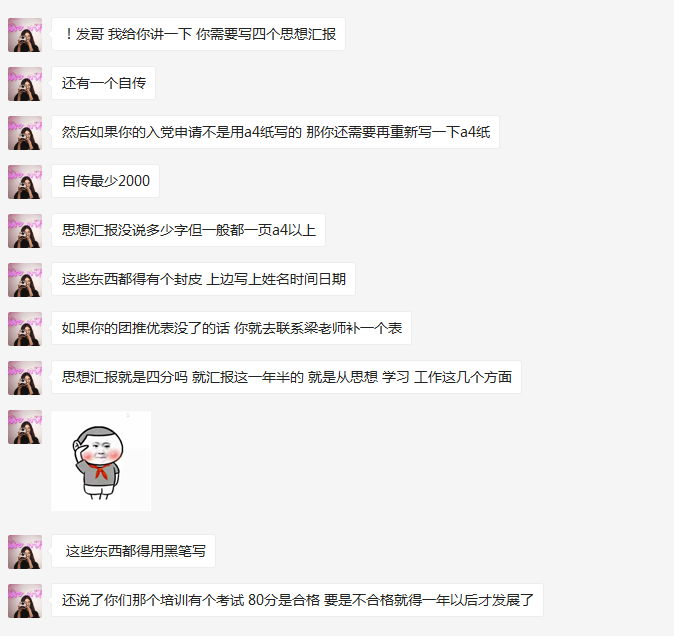 ！发哥 我给你讲一下 你需要写四个思想汇报
还有一个自传
然后如果你的入党申请不是用a4纸写的 那你还需要再重新写一下a4纸
自传最少2000
思想汇报没说多少字但一般都一页a4以上
这些东西都得有个封皮 上边写上姓名时间日期
如果你的团推优表没了的话 你就去联系梁老师补一个表
思想汇报就是四分吗 就汇报这一年半的 就是从思想 学习 工作这几个方面
这些东西都得用黑笔写
还说了你们那个培训有个考试 80分是合格 要是不合格就得一年以后才发展了